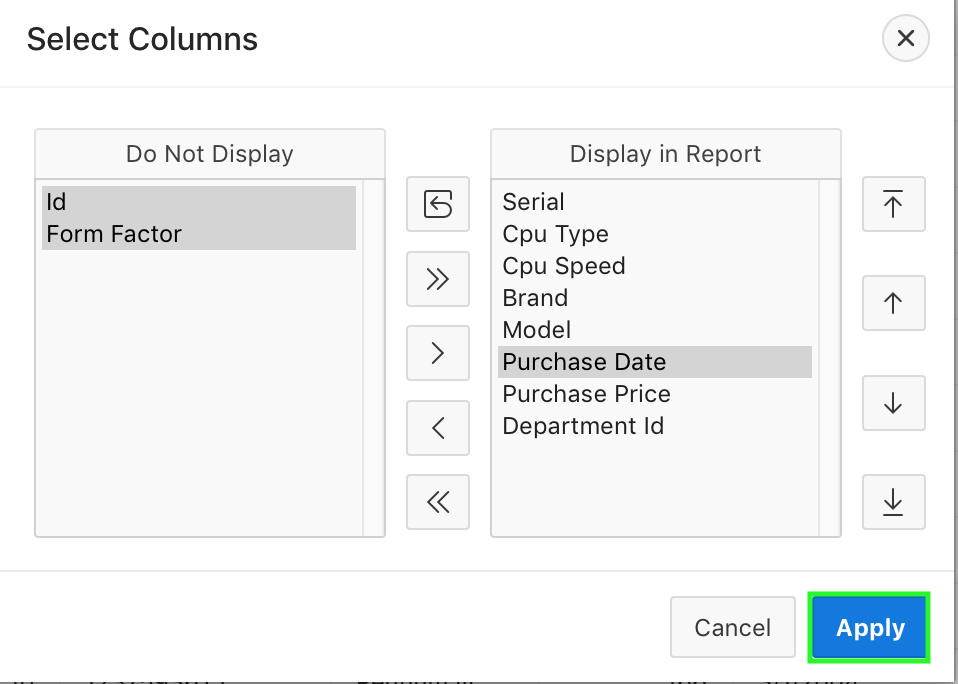 Select Columns
Do Not Display
Id
Form Factor
Display in Report
Serial
Cpu Type
Cpu Speed
Brand
Model
Purchase Date
Purchase Price
Department Id
Cancel
Apply